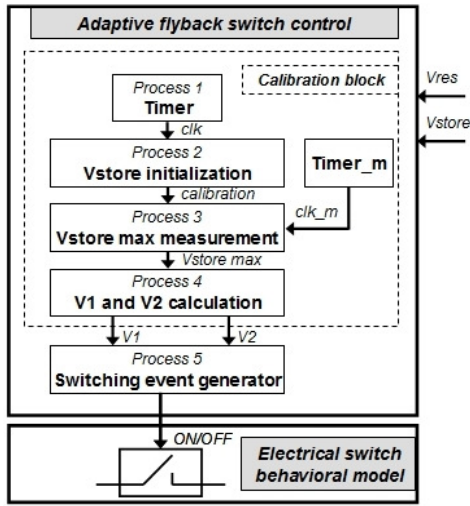 Adaptive flyback switch control
Calibration block
Process 1
Timer
clk
Process 2
Vstore initialization
Timer_m
calibration
clk_m
Process 3
Vstore max measurement
Vstore max
Process 4
V1 and V2 calculation
V1
V2
Process 5
Switching event generator
ON/OFF
Electrical switch
behavioral model
Vres
Vstore